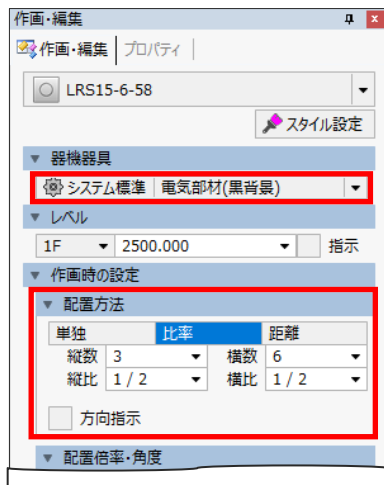 作画・編集
作画・編集 プロパティ
LRS15-6-58
スタイル設定
器機器具
システム標準 電気部材(黒背景)
レベル
1F 2500.000 指示
作画時の設定
配置方法
単独 比率 距離
縦数 3 横数 6
縦比 1 / 2 横比 1 / 2
方向指示
配置倍率・角度